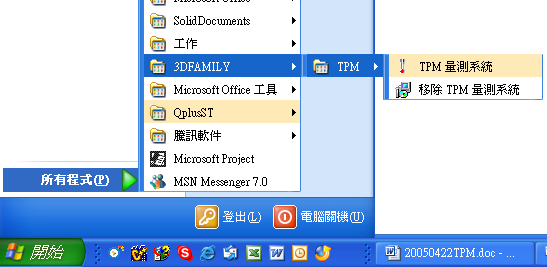 Microsoft Office
SolidDocuments
工作
3DFAMILY
TPM
TPM 量測系統
Microsoft Office 工具
移除 TPM 量測系統
QplusST
騰訊軟件
Microsoft Project
所有程式(P)
MSN Messenger 7.0
登出(L)
電腦關機(U)
開始
20050422TPM.doc - ...